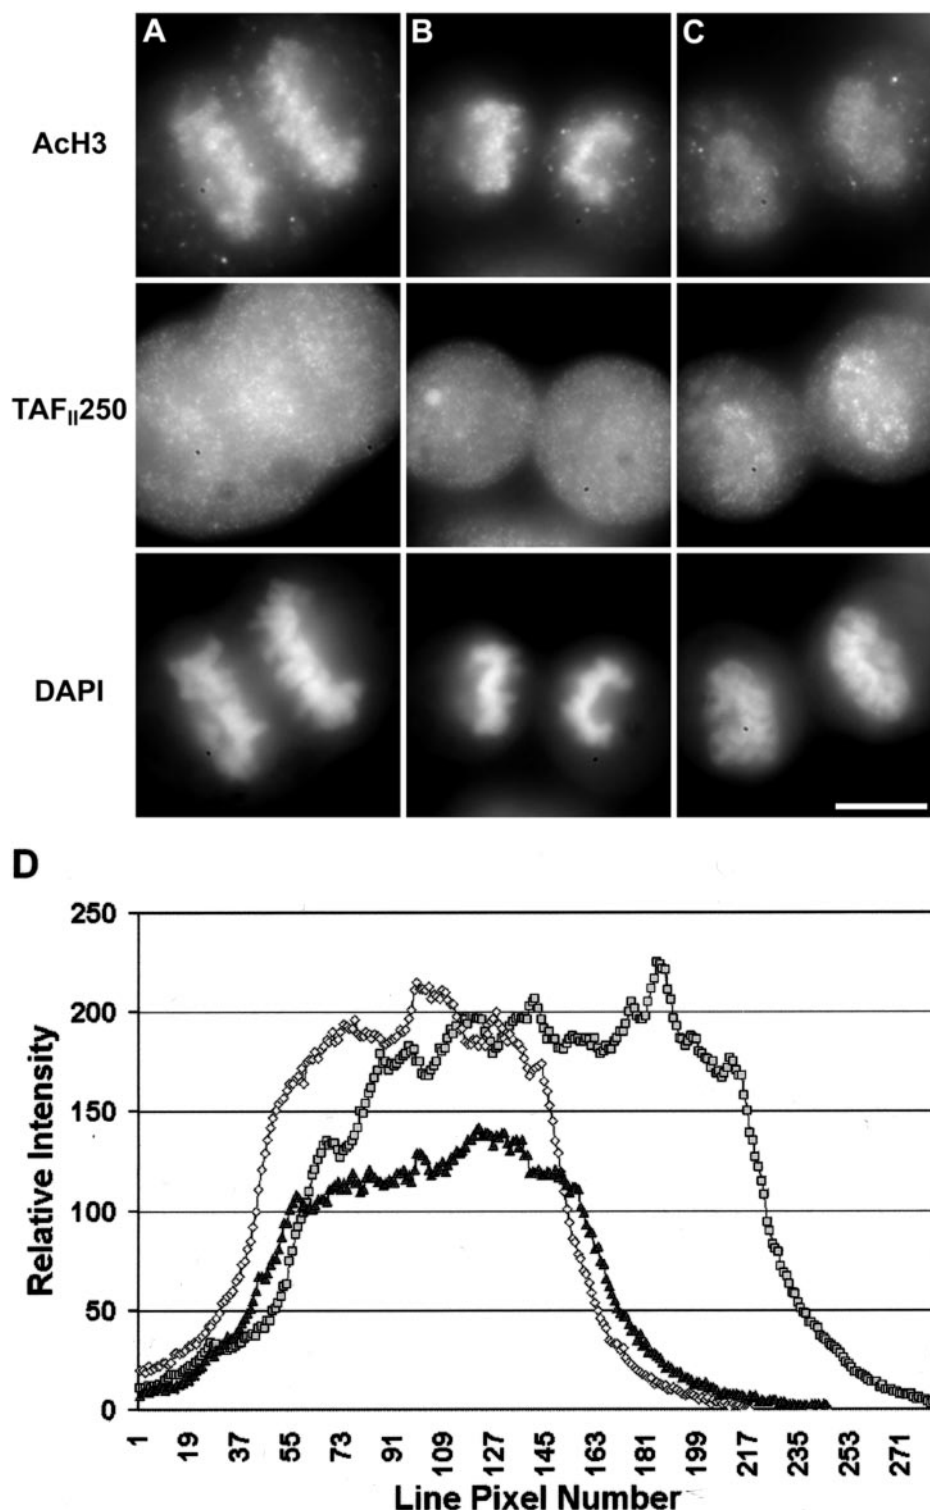 A B C
AcH3
TAFII250
DAPI
D
250
200
150
100
50
0
Relative Intensity
1 19 37 55 73 91 109 127 145 163 181 199 217 235 253 271
Line Pixel Number